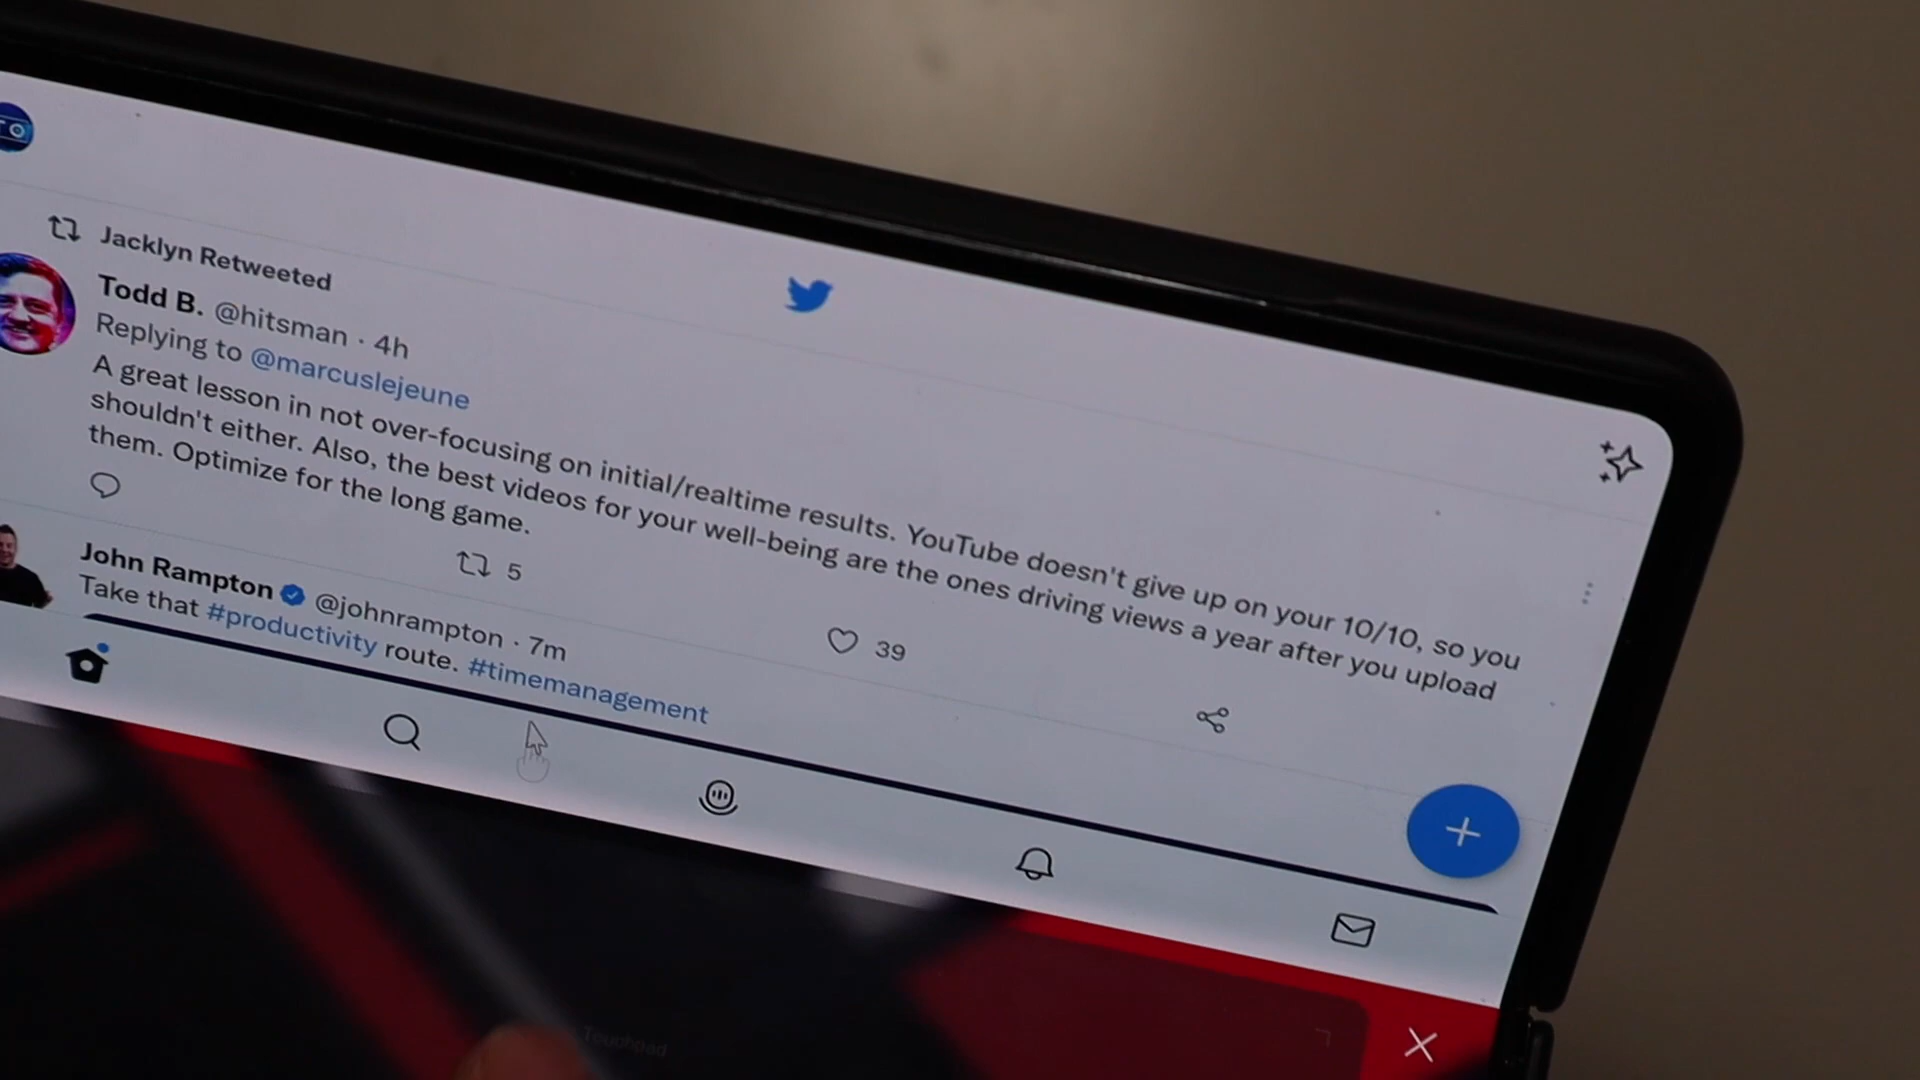 TO
Jacklyn Retweeted
Todd B. @hitsman · 4h
Replying to @marcuslejeune
A great lesson in not over-focusing on initial/realtime results. YouTube doesn't give up on your 10/10, so you
shouldn't either. Also, the best videos for your well-being are the ones driving views a year after you upload
them. Optimize for the long game.
5
39
John Rampton @johnrampton · 7m
Take that #productivity route. #timemanagement
Touchpad